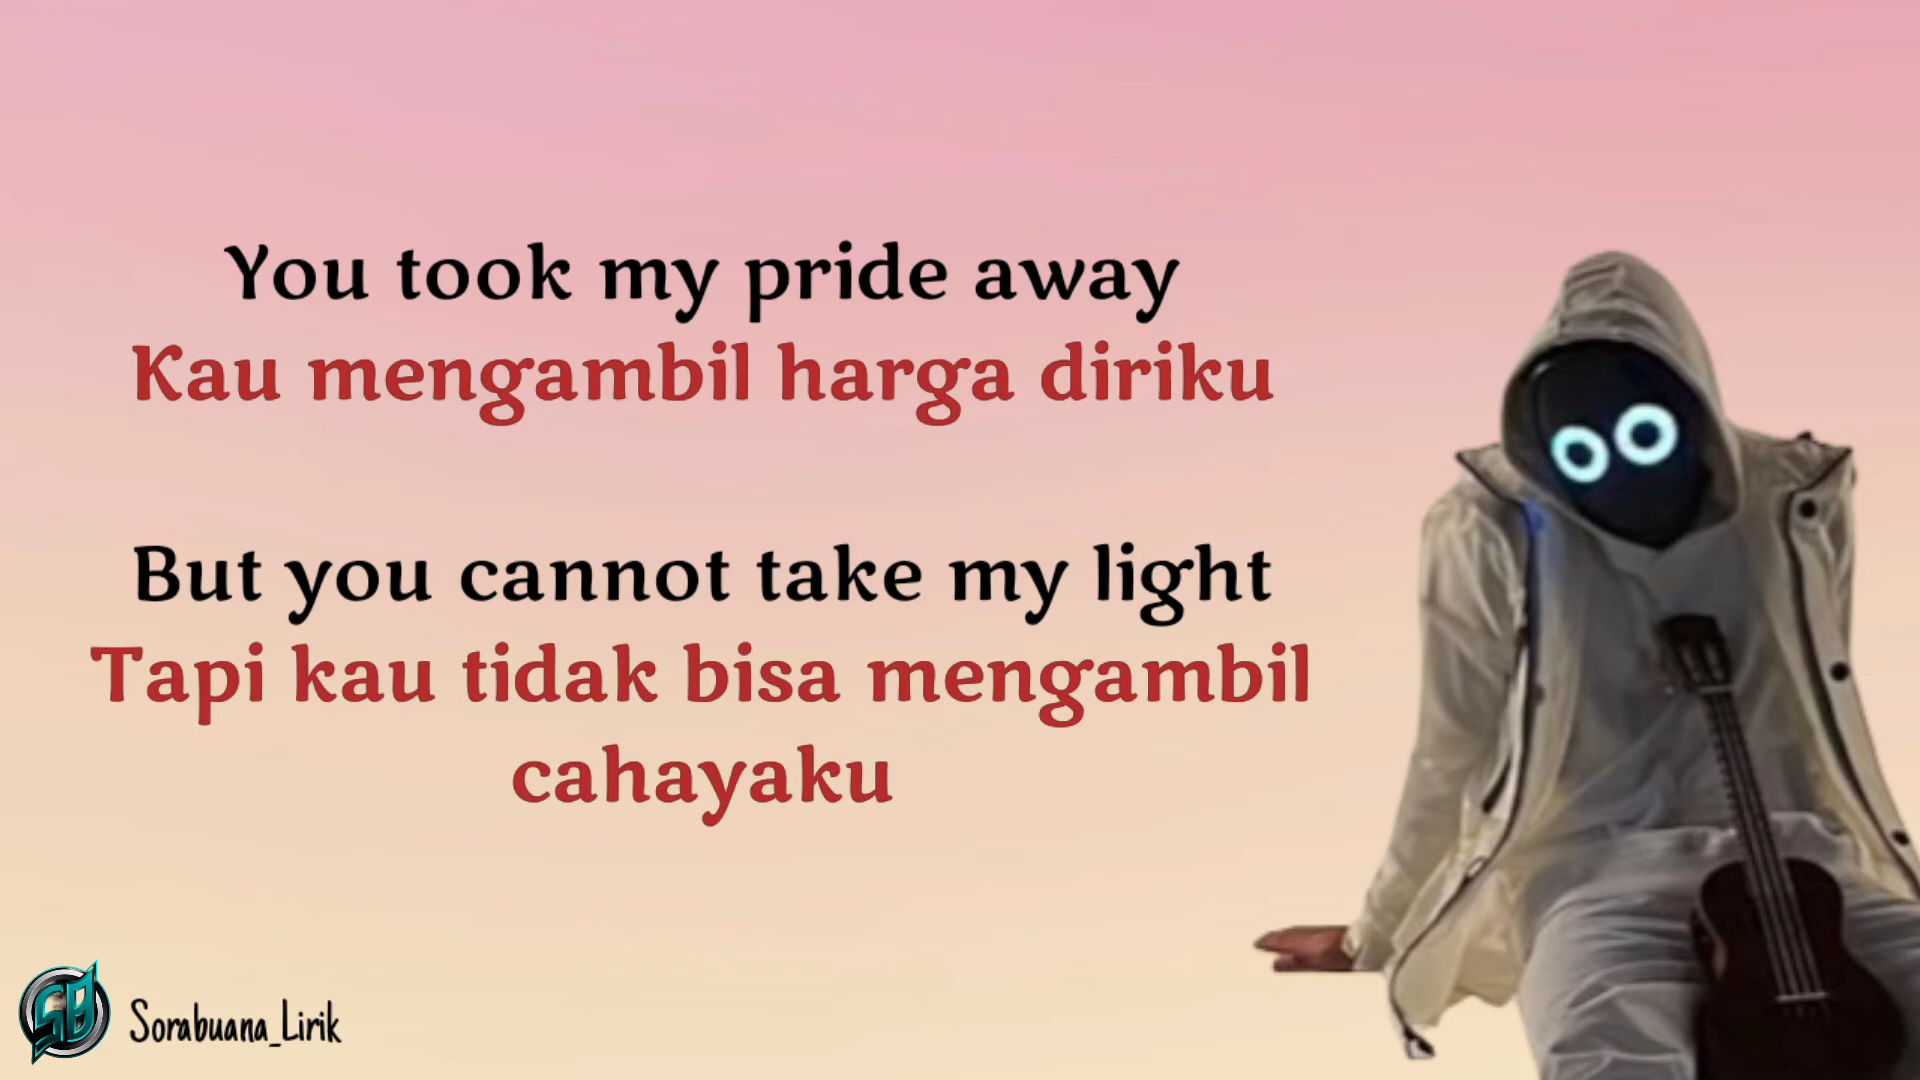 You took my pride away
Kau mengambil harga diriku
But you cannot take my light
Tapi kau tidak bisa mengambil
cahayaku
SB
Sorabuana_Lirik